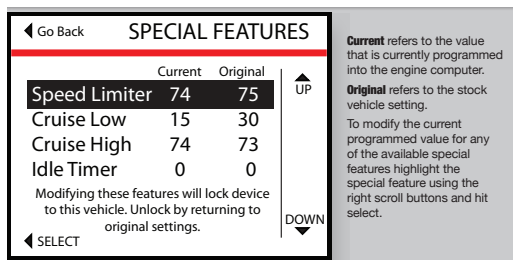 Go Back SPECIAL FEATURES
Current Original
Speed Limiter 74 75
Cruise Low 15 30
Cruise High 74 73
Idle Timer 0 0
Modifying these features will lock device
to this vehicle. Unlock by returning to
original settings.
SELECT
UP
DOWN
Current refers to the value
that is currently programmed
into the engine computer.
Original refers to the stock
vehicle setting.
To modify the current
programmed value for any
of the available special
features highlight the
special feature using the
right scroll buttons and hit
select.